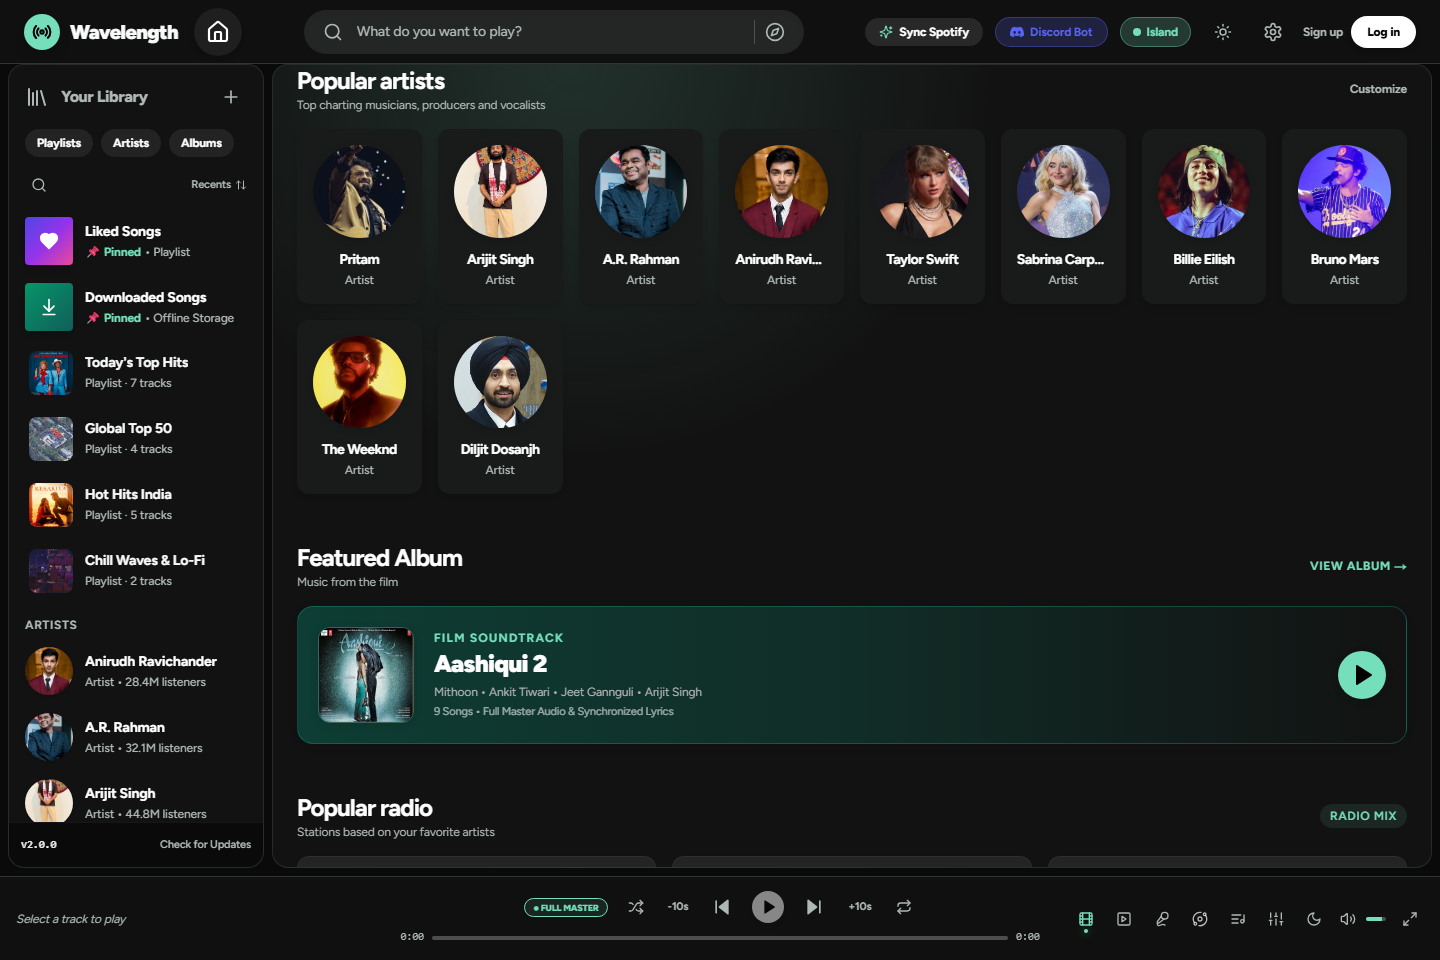 Wavelength
What do you want to play?
Sync Spotify
Discord Bot
Island
Sign up
Log in
Your Library
Playlists
Artists
Albums
Recents
Liked Songs
Pinned • Playlist
Downloaded Songs
Pinned • Offline Storage
Today's Top Hits
Playlist · 7 tracks
Global Top 50
Playlist · 4 tracks
Hot Hits India
Playlist · 5 tracks
Chill Waves & Lo-Fi
Playlist · 2 tracks
ARTISTS
Anirudh Ravichander
Artist • 28.4M listeners
A.R. Rahman
Artist • 32.1M listeners
Arijit Singh
Artist • 44.8M listeners
v2.0.0
Check for Updates
Popular artists
Top charting musicians, producers and vocalists
Customize
Pritam
Artist
Arijit Singh
Artist
A.R. Rahman
Artist
Anirudh Ravi...
Artist
Taylor Swift
Artist
Sabrina Carp...
Artist
Billie Eilish
Artist
Bruno Mars
Artist
The Weeknd
Artist
Diljit Dosanjh
Artist
Featured Album
Music from the film
VIEW ALBUM →
Aashiqui
FILM SOUNDTRACK
Aashiqui 2
Mithoon • Ankit Tiwari • Jeet Gannguli • Arijit Singh
9 Songs • Full Master Audio & Synchronized Lyrics
Popular radio
Stations based on your favorite artists
RADIO MIX
Select a track to play
FULL MASTER
-10s
+10s
0:00
0:00